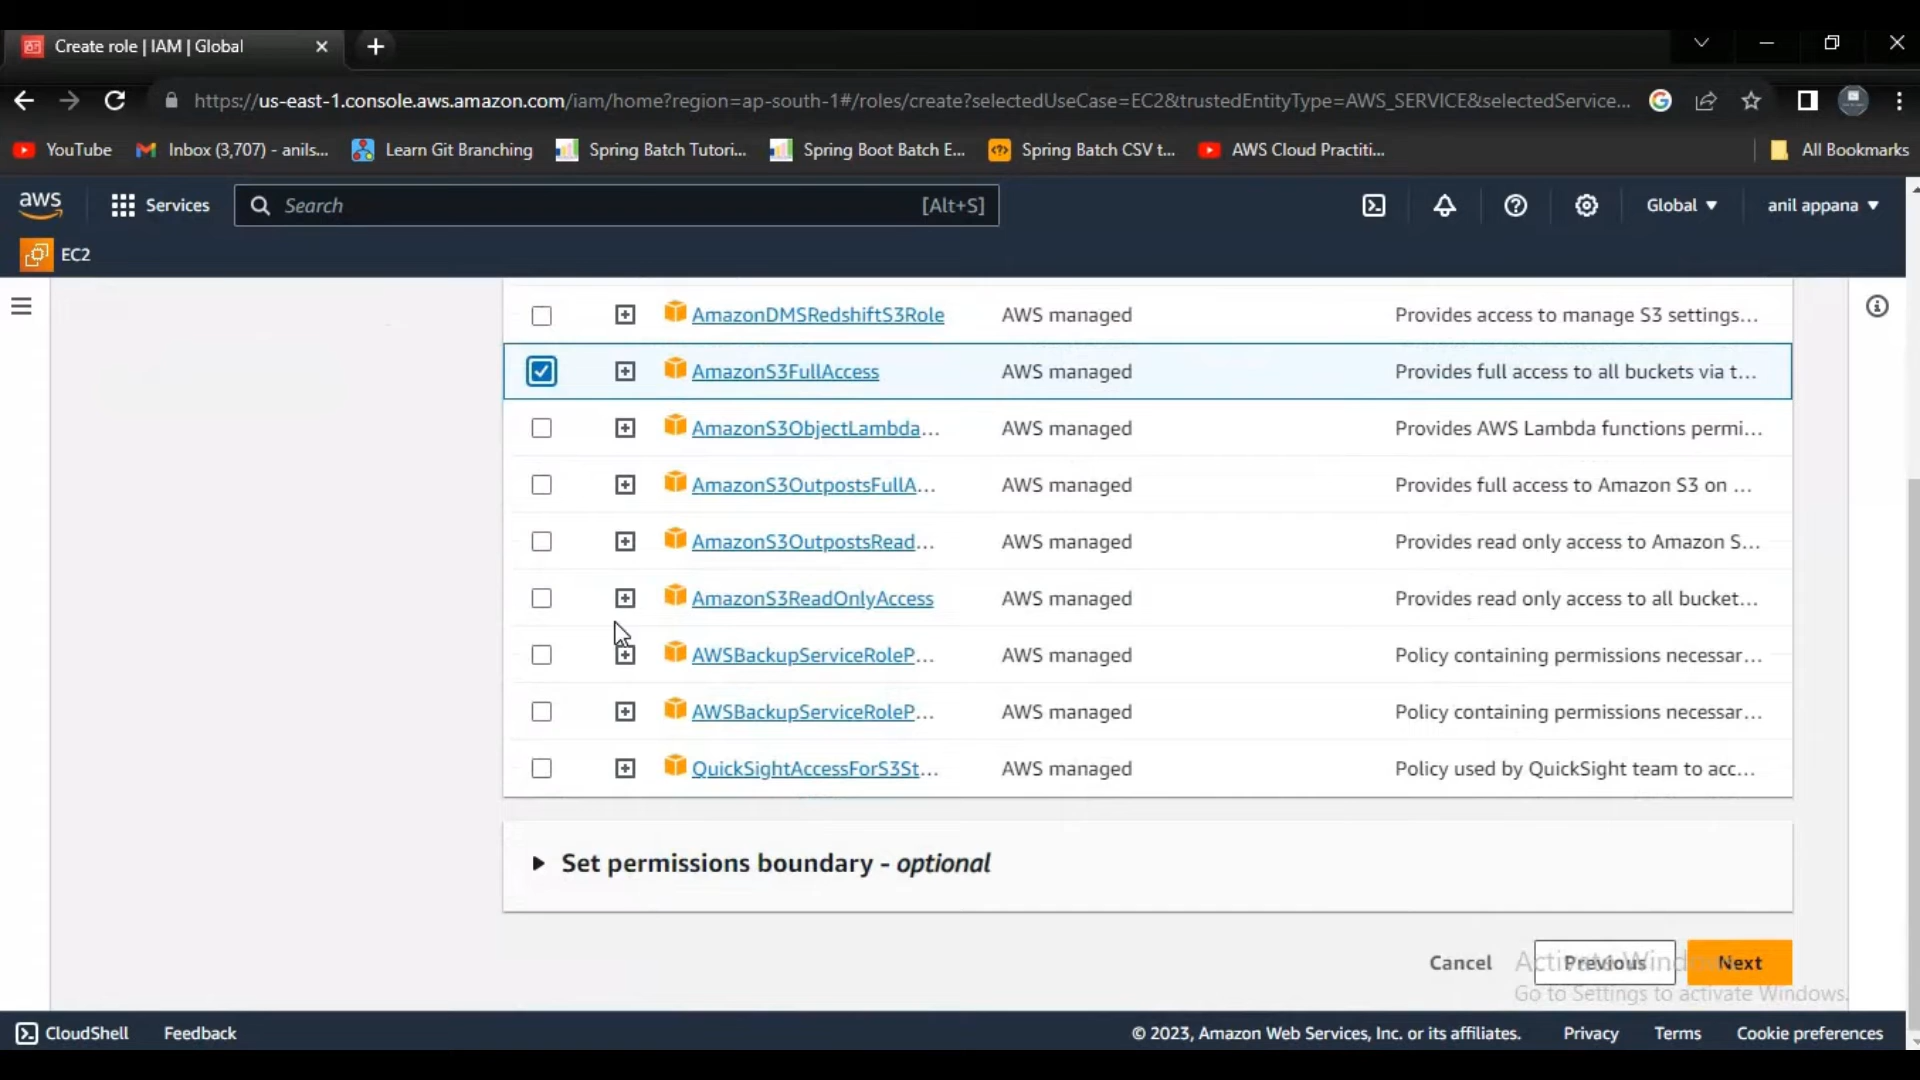 Create role | IAM | Global
https://us-east-1.console.aws.amazon.com/iam/home?region=ap-south-1#/roles/create?selectedUseCase=EC2&trustedEntityType=AWS_SERVICE&selectedService...
YouTube Inbox (3,707) - anils... Learn Git Branching Spring Batch Tutori... Spring Boot Batch E... Spring Batch CSV t... AWS Cloud Practiti... All Bookmarks
aws Services Search [Alt+S] Global anil appana
EC2
AmazonDMSRedshiftS3Role AWS managed Provides access to manage S3 settings...
AmazonS3FullAccess AWS managed Provides full access to all buckets via t...
AmazonS3ObjectLambda... AWS managed Provides AWS Lambda functions permi...
AmazonS3OutpostsFullA... AWS managed Provides full access to Amazon S3 on ...
AmazonS3OutpostsRead... AWS managed Provides read only access to Amazon S...
AmazonS3ReadOnlyAccess AWS managed Provides read only access to all bucket...
AWSBackupServiceRoleP... AWS managed Policy containing permissions necessar...
AWSBackupServiceRoleP... AWS managed Policy containing permissions necessar...
QuickSightAccessForS3St... AWS managed Policy used by QuickSight team to acc...
Set permissions boundary - optional
Cancel Previous Next
Activate Windows
Go to Settings to activate Windows.
CloudShell Feedback © 2023, Amazon Web Services, Inc. or its affiliates. Privacy Terms Cookie preferences